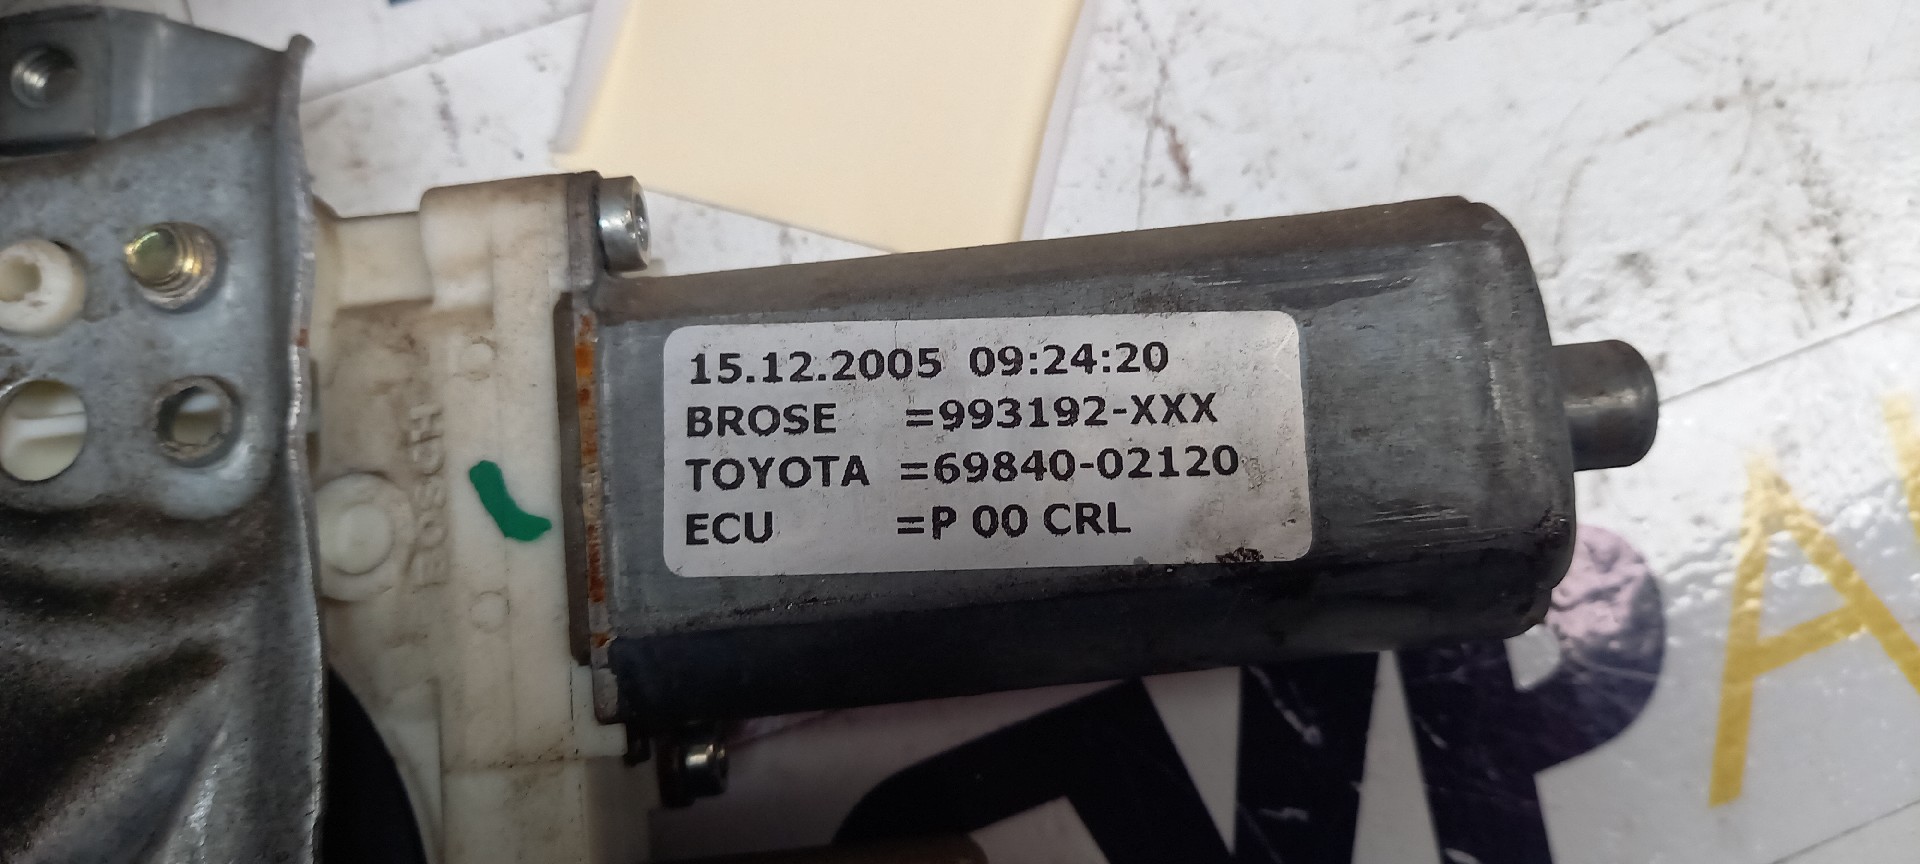 15.12.2005 09:24:20
BROSE =993192-XXX
TOYOTA =69840-02120
ECU =P 00 CRL
BOSCH